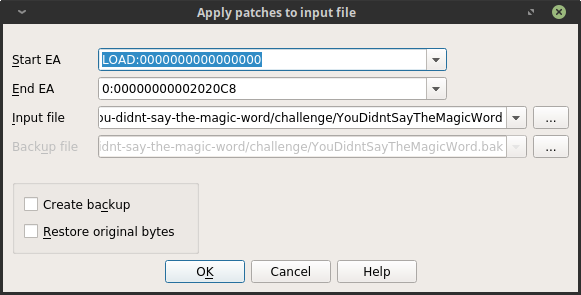 Apply patches to input file
Start EA LOAD:0000000000000000
End EA 0:00000000002020C8
Input file ou-didnt-say-the-magic-word/challenge/YouDidntSayTheMagicWord ...
Backup file didnt-say-the-magic-word/challenge/YouDidntSayTheMagicWord.bak ...
Create backup
Restore original bytes
OK Cancel Help